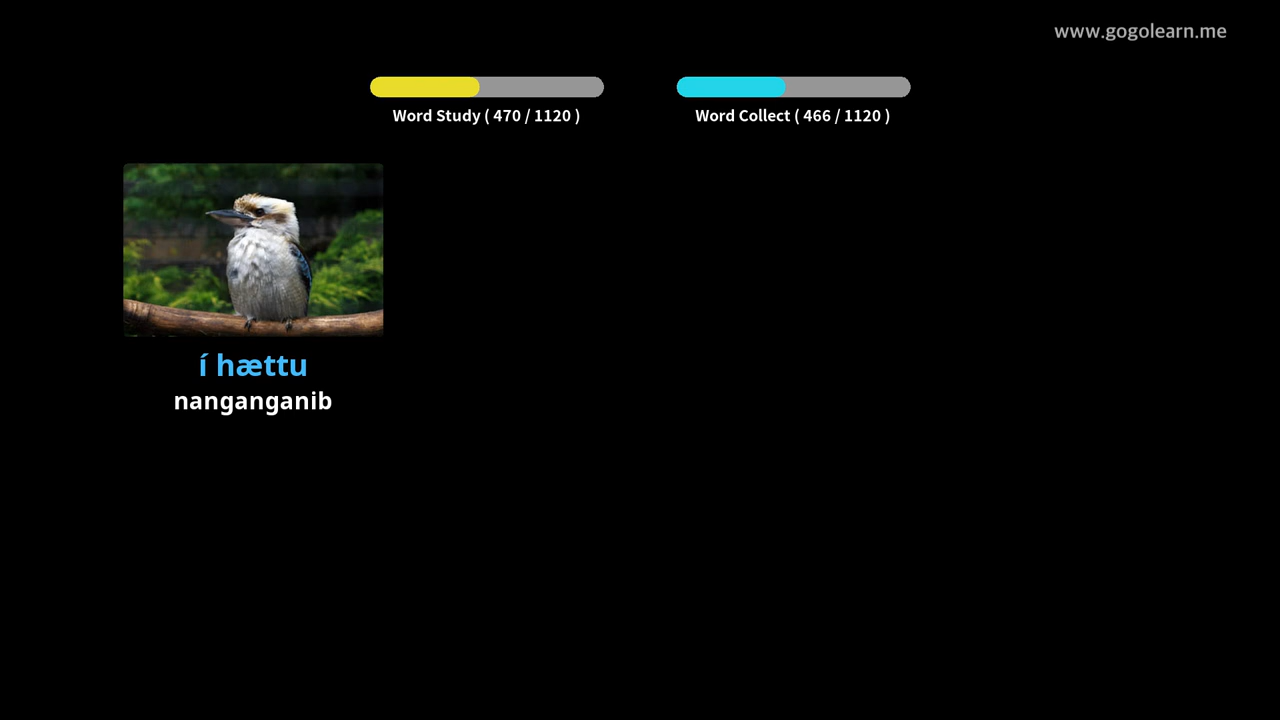 www.gogolearn.me
Word Study ( 470 / 1120 )
Word Collect ( 466 / 1120 )
í hættu
nanganganib